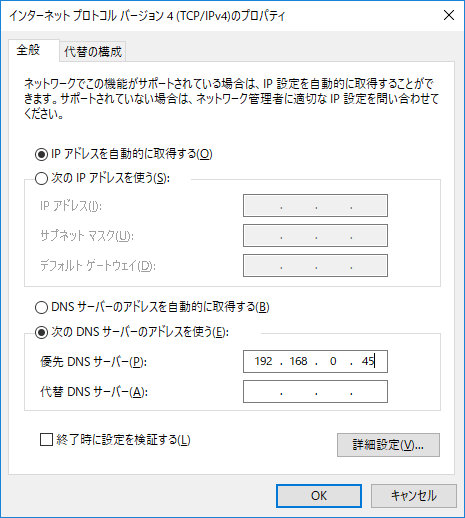 インターネット プロトコル バージョン 4 (TCP/IPv4)のプロパティ
全般 代替の構成
ネットワークでこの機能がサポートされている場合は、IP 設定を自動的に取得することがで
きます。サポートされていない場合は、ネットワーク管理者に適切な IP 設定を問い合わせて
ください。
IP アドレスを自動的に取得する(O)
次の IP アドレスを使う(S):
IP アドレス(I): . . .
サブネット マスク(U): . . .
デフォルト ゲートウェイ(D): . . .
DNS サーバーのアドレスを自動的に取得する(B)
次の DNS サーバーのアドレスを使う(E):
優先 DNS サーバー(P): 192 . 168 . 0 . 45
代替 DNS サーバー(A): . . .
終了時に設定を検証する(L)
詳細設定(V)...
OK キャンセル